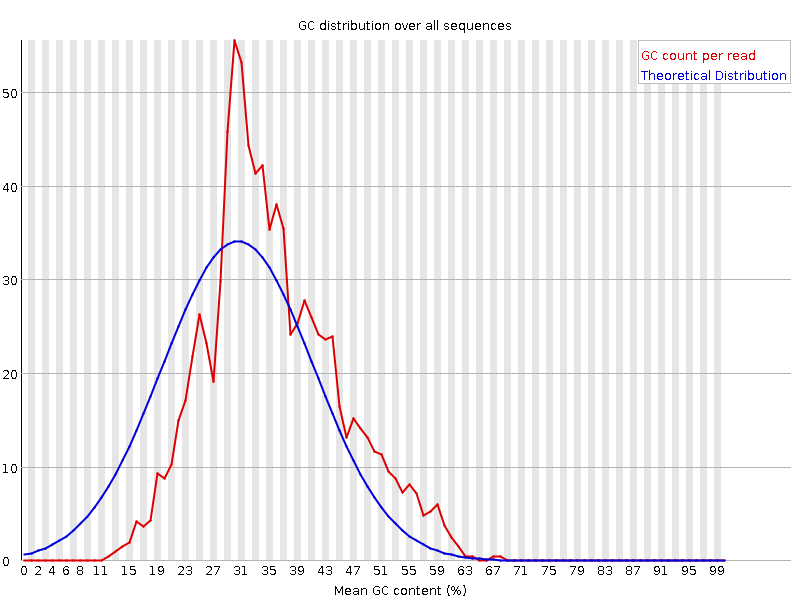 GC distribution over all sequences
GC count per read
Theoretical Distribution
50
40
30
20
10
0
0 2 4 6 8 11 15 19 23 27 31 35 39 43 47 51 55 59 63 67 71 75 79 83 87 91 95 99
Mean GC content (%)